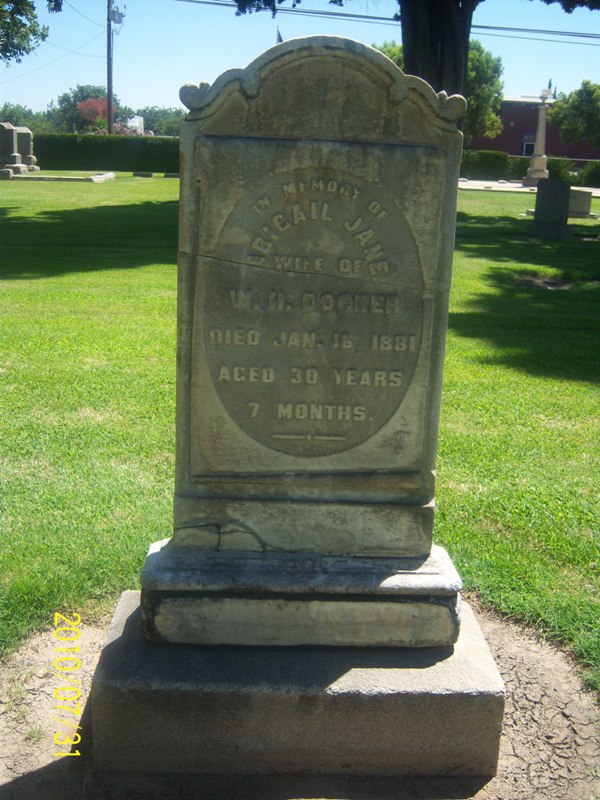 IN MEMORY OF
ABIGAIL JANE
WIFE OF
W. H. BOCHER
DIED JAN. 16, 1881
AGED 30 YEARS
7 MONTHS.
2010/07/31